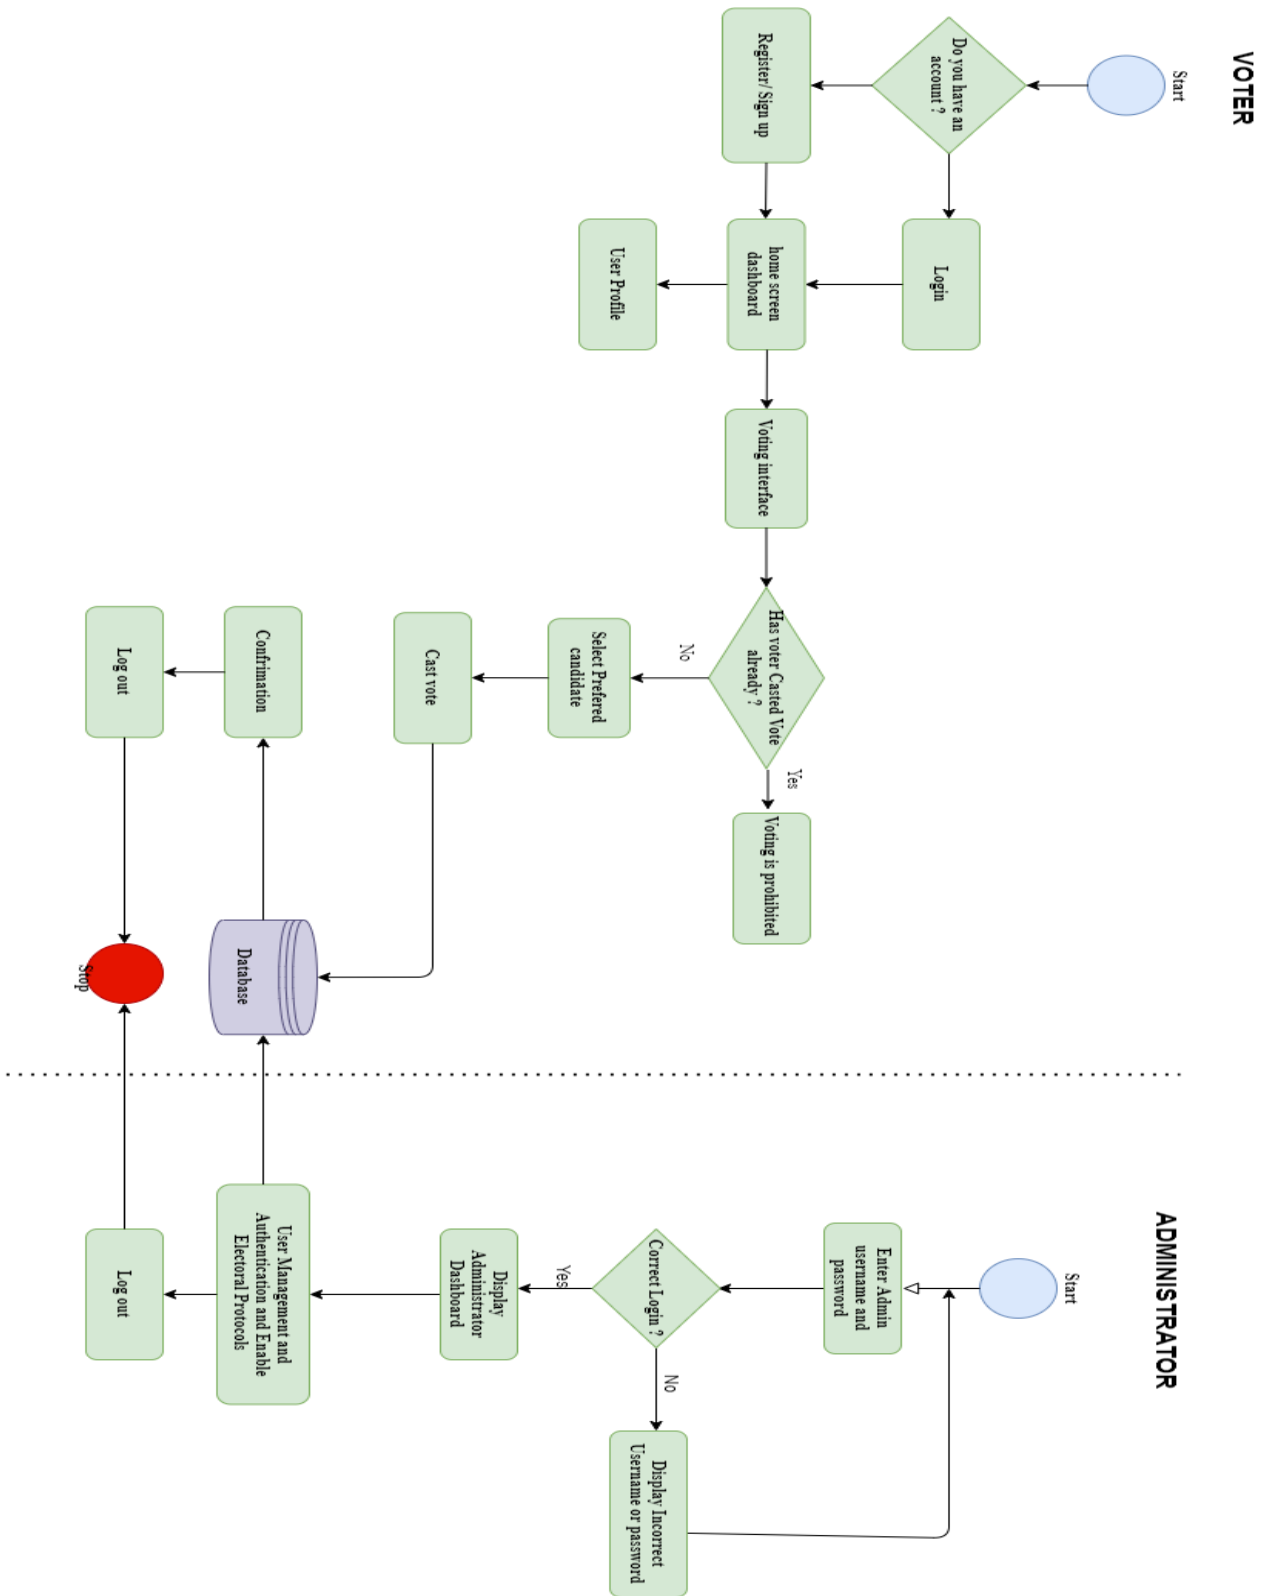 VOTER
Start
Do you have an
account ?
Register/ Sign up
Login
home screen
dashboard
User Profile
Voting interface
Has voter Casted Vote
already ?
Yes
Voting is prohibited
No
Select Prefered
candidate
Cast vote
Database
Confrimation
Log out
Stop
ADMINISTRATOR
Start
Enter Admin
username and
password
Correct Login ?
No
Display Incorrect
Username or password
Yes
Display
Administrator
Dashboard
User Management and
Authentication and Enable
Electoral Protocols
Log out